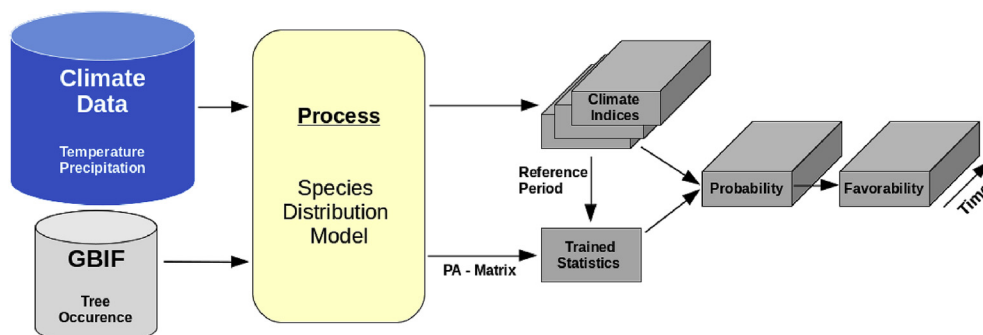 Climate
Data
Temperature
Precipitation
GBIF
Tree
Occurence
Process
Species
Distribution
Model
PA - Matrix
Climate
Indices
Reference
Period
Trained
Statistics
Probability
Favorability
Time